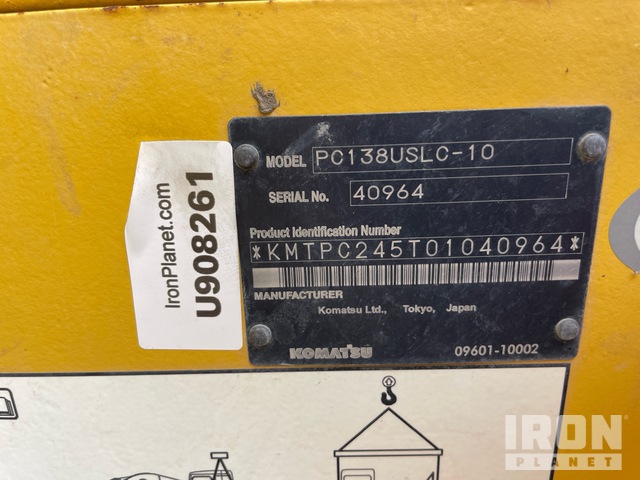 MODEL PC138USLC-10
SERIAL No. 40964
Product Identification Number
*KMTPC245T01040964*
MANUFACTURER
Komatsu Ltd., Tokyo, Japan
KOMATSU 09601-10002
IronPlanet.com
U908261
IRON
PLANET